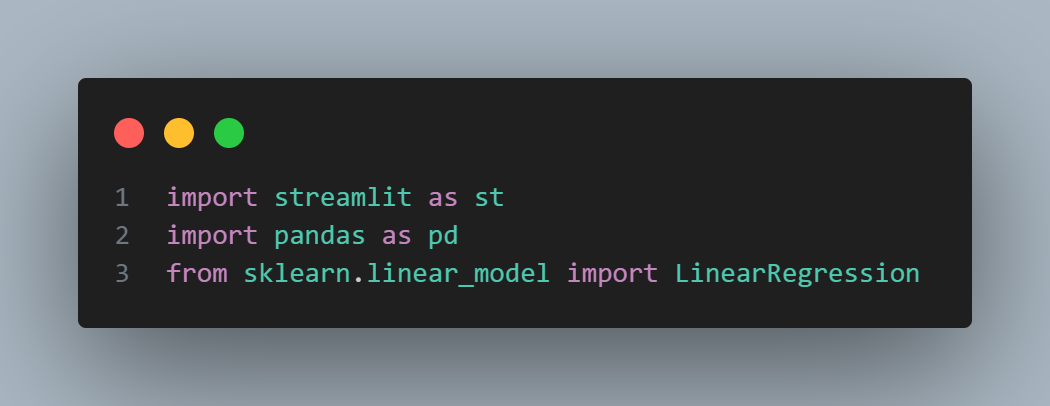 1 import streamlit as st
2 import pandas as pd
3 from sklearn.linear_model import LinearRegression